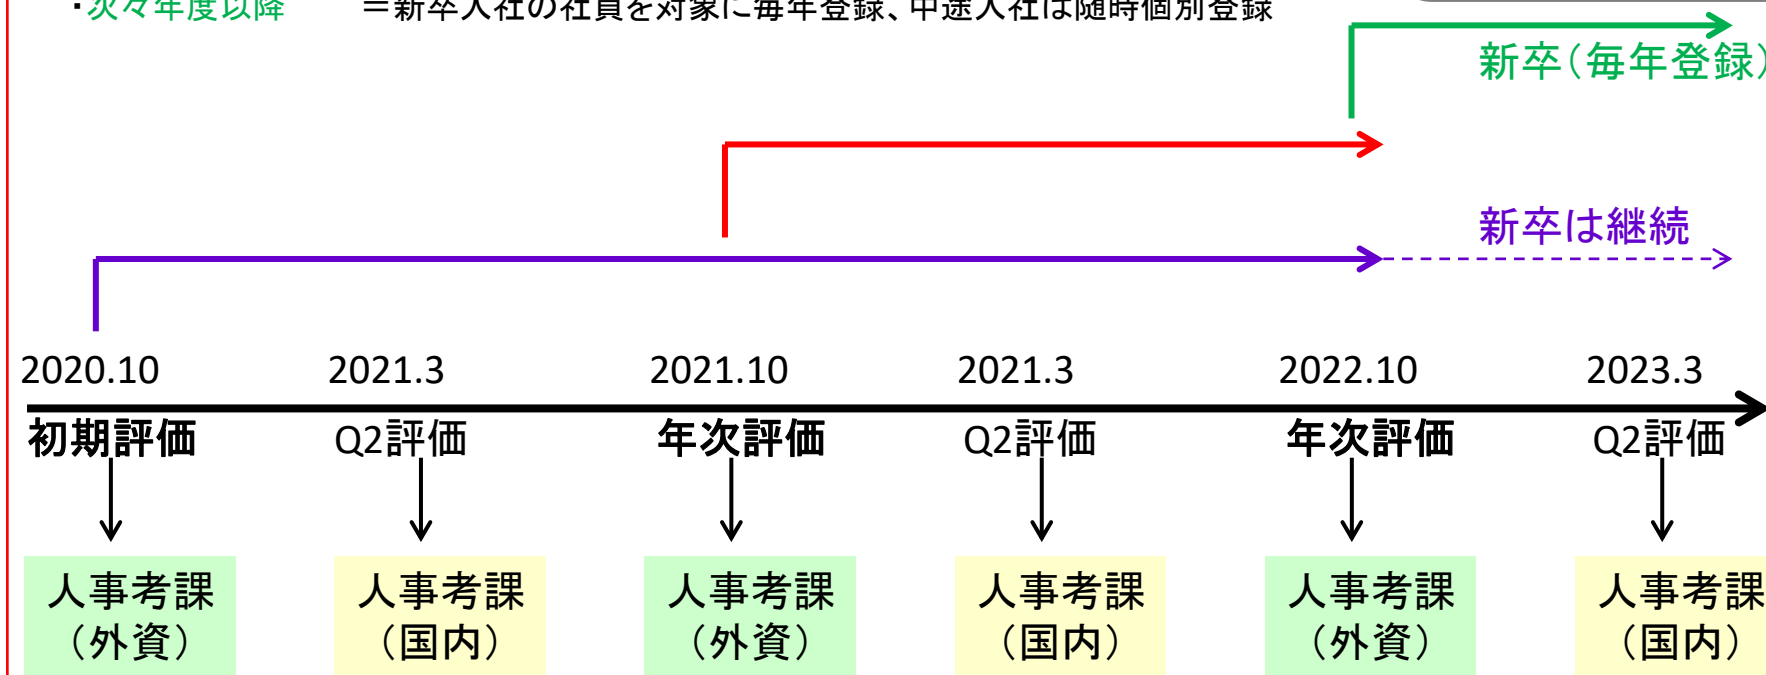 ・次々年度以降　　＝新卒入社の社員を対象に毎年登録、中途入社は随時個別登録
新卒（毎年登録）
新卒は継続
2020.10　2021.3　2021.10　2021.3　2022.10　2023.3
初期評価　Q2評価　年次評価　Q2評価　年次評価　Q2評価
人事考課　人事考課　人事考課　人事考課　人事考課　人事考課
（外資）　（国内）　（外資）　（国内）　（外資）　（国内）